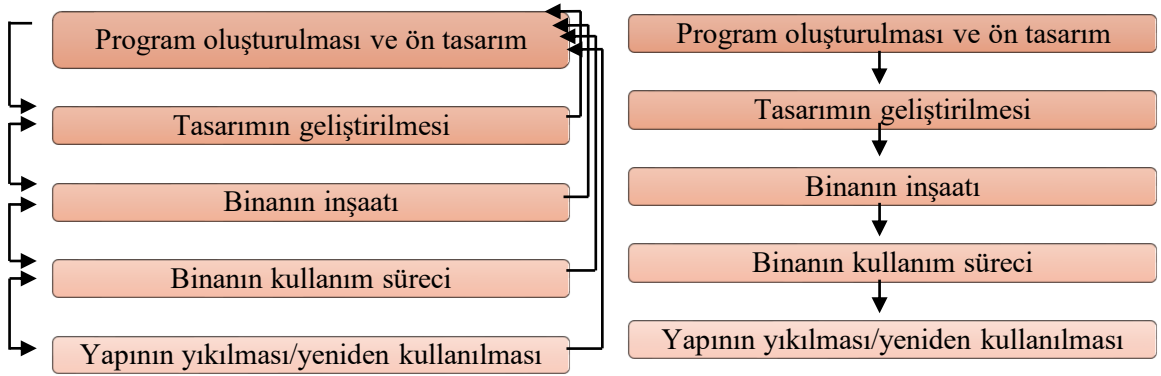 Program oluşturulması ve ön tasarım
Tasarımın geliştirilmesi
Binanın inşaatı
Binanın kullanım süreci
Yapının yıkılması/yeniden kullanılması
Program oluşturulması ve ön tasarım
Tasarımın geliştirilmesi
Binanın inşaatı
Binanın kullanım süreci
Yapının yıkılması/yeniden kullanılması